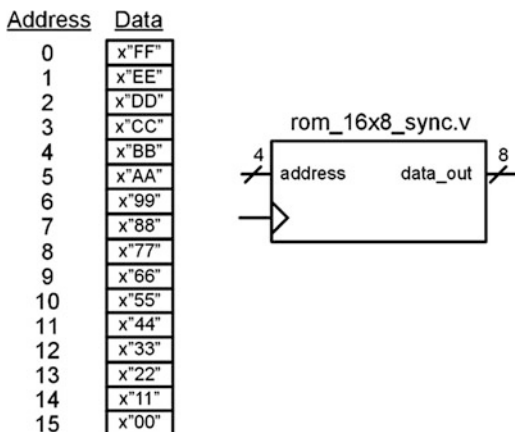 Address Data
0 x"FF"
1 x"EE"
2 x"DD"
3 x"CC"
4 x"BB"
5 x"AA"
6 x"99"
7 x"88"
8 x"77"
9 x"66"
10 x"55"
11 x"44"
12 x"33"
13 x"22"
14 x"11"
15 x"00"
rom_16x8_sync.v
4 8
address data_out